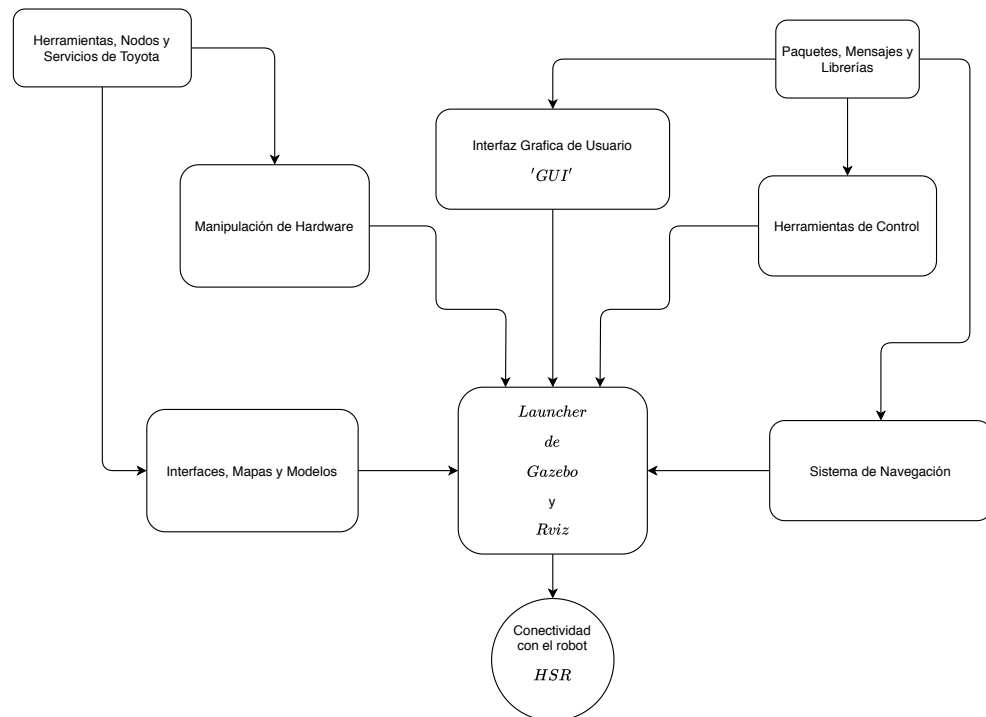 Herramientas, Nodos y
Servicios de Toyota
Paquetes, Mensajes y
Librerías
Interfaz Grafica de Usuario
'GUI'
Manipulación de Hardware
Herramientas de Control
Launcher
de
Gazebo
y
Rviz
Interfaces, Mapas y Modelos
Sistema de Navegación
Conectividad
con el robot
HSR